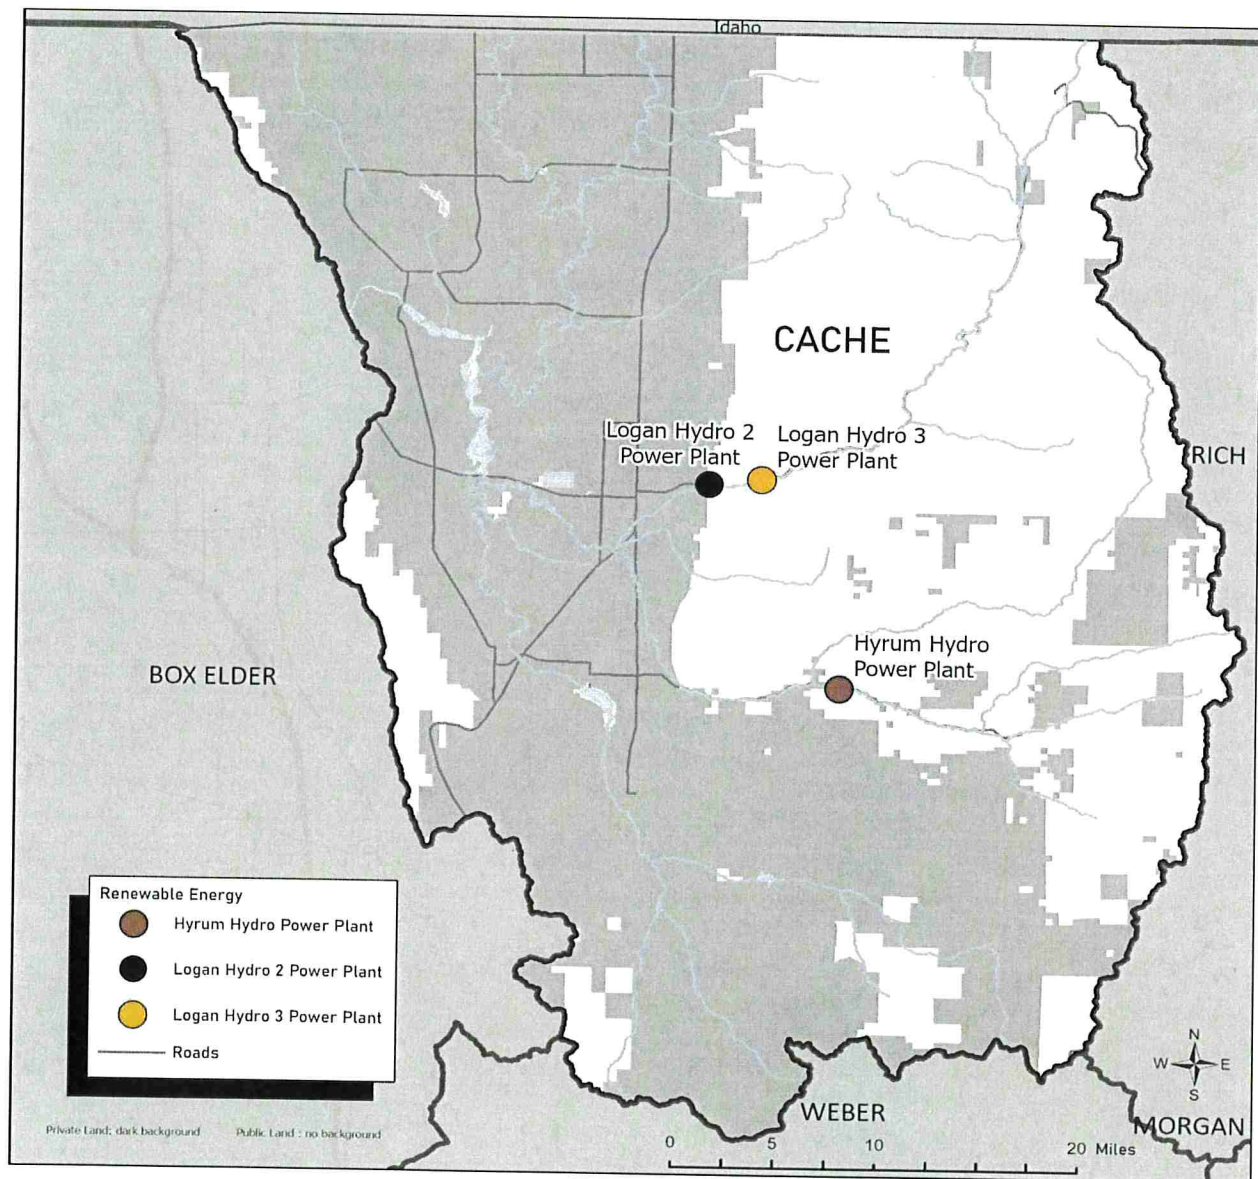 Idaho
CACHE
Logan Hydro 2
Power Plant
Logan Hydro 3
Power Plant
RICH
Hyrum Hydro
Power Plant
BOX ELDER
Renewable Energy
Hyrum Hydro Power Plant
Logan Hydro 2 Power Plant
Logan Hydro 3 Power Plant
Roads
N
W E
S
WEBER
MORGAN
Private Land; dark background Public Land : no background
0 5 10 20 Miles